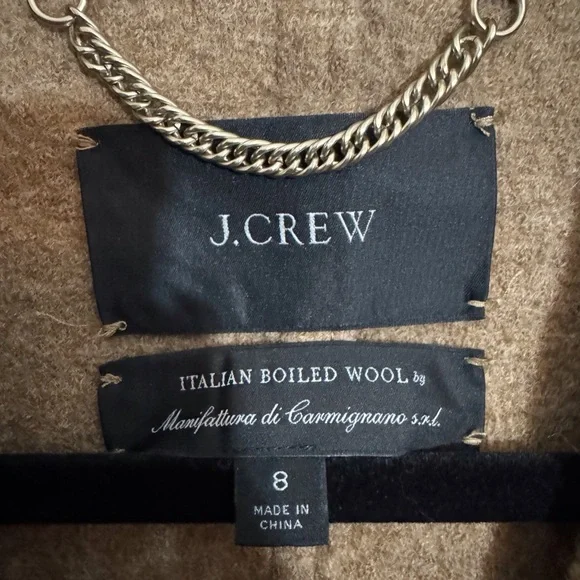 J.CREW
ITALIAN BOILED WOOL by
Manifattura di Carmignano s.r.l.
8
MADE IN
CHINA